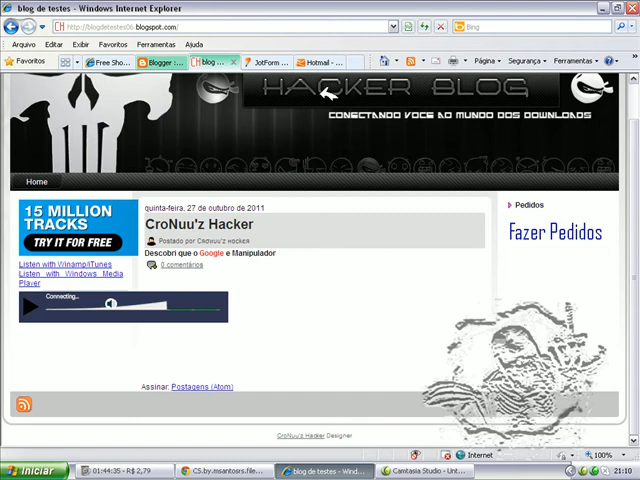 blog de testes - Windows Internet Explorer
http://blogdetestes06.blogspot.com/
Bing
Arquivo Editar Exibir Favoritos Ferramentas Ajuda
Favoritos
Free Sho...
Blogger : ...
blog ...
JotForm ...
Hotmail - ...
Página
Segurança
Ferramentas
HACKER BLOG
CONECTANDO VOCE AO MUNDO DOS DOWNLOADS
Home
15 MILLION
TRACKS
TRY IT FOR FREE
Listen with Winamp/iTunes
Listen with Windows Media
Player
Connecting...
quinta-feira, 27 de outubro de 2011
CroNuu'z Hacker
Postado por CRONUU'Z HACKER
Descobri que o Google e Manipulador
0 comentários
Pedidos
Fazer Pedidos
Assinar: Postagens (Atom)
CroNuu'z Hacker Designer
Internet
100%
Iniciar
01:44:35 - R$ 2,79
CS.by.msantosrs.file...
blog de testes - Wind...
Camtasia Studio - Unt...
21:10